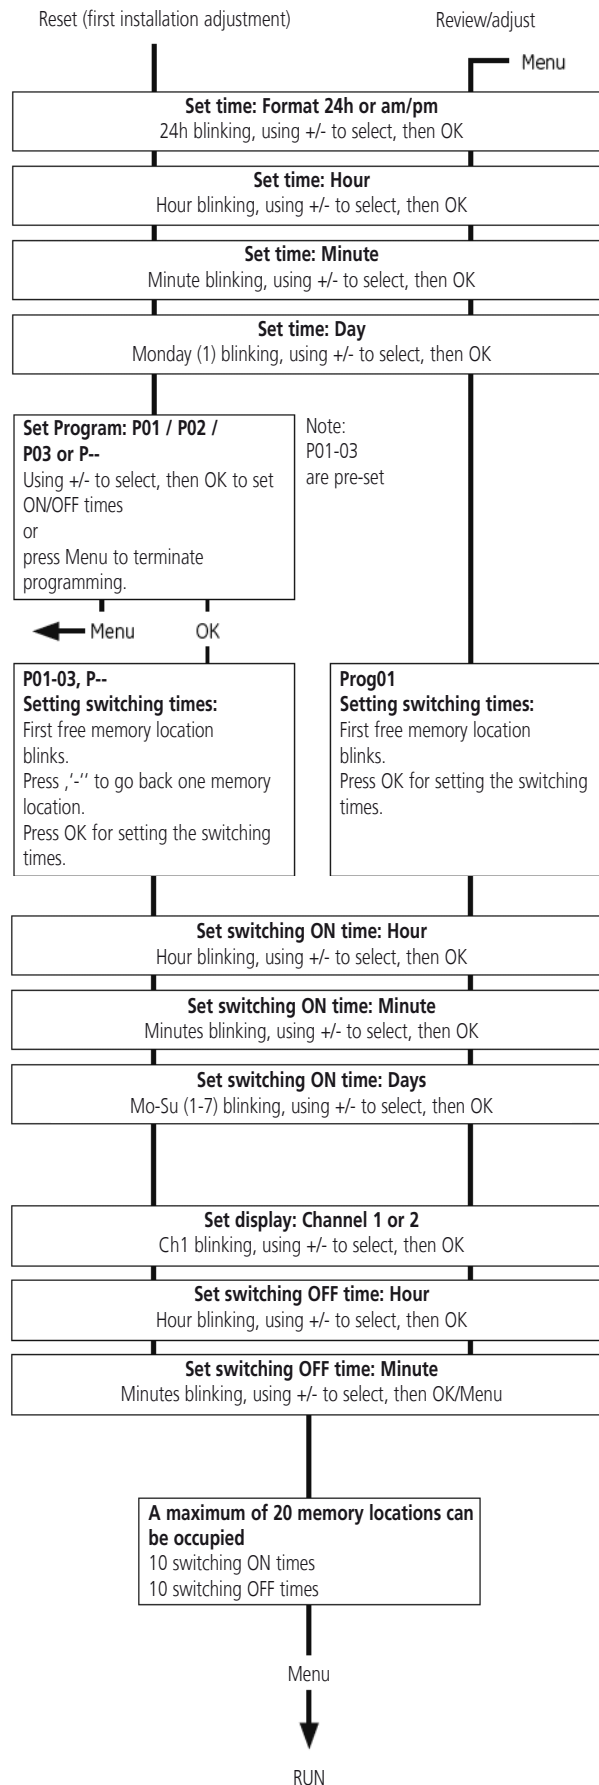 Reset (first installation adjustment)
Review/adjust
Menu
Set time: Format 24h or am/pm
24h blinking, using +/- to select, then OK
Set time: Hour
Hour blinking, using +/- to select, then OK
Set time: Minute
Minute blinking, using +/- to select, then OK
Set time: Day
Monday (1) blinking, using +/- to select, then OK
Set Program: P01 / P02 /
P03 or P--
Using +/- to select, then OK to set
ON/OFF times
or
press Menu to terminate
programming.
Note:
P01-03
are pre-set
Menu
OK
P01-03, P--
Setting switching times:
First free memory location
blinks.
Press ,'-'' to go back one memory
location.
Press OK for setting the switching
times.
Prog01
Setting switching times:
First free memory location
blinks.
Press OK for setting the switching
times.
Set switching ON time: Hour
Hour blinking, using +/- to select, then OK
Set switching ON time: Minute
Minutes blinking, using +/- to select, then OK
Set switching ON time: Days
Mo-Su (1-7) blinking, using +/- to select, then OK
Set display: Channel 1 or 2
Ch1 blinking, using +/- to select, then OK
Set switching OFF time: Hour
Hour blinking, using +/- to select, then OK
Set switching OFF time: Minute
Minutes blinking, using +/- to select, then OK/Menu
A maximum of 20 memory locations can
be occupied
10 switching ON times
10 switching OFF times
Menu
RUN